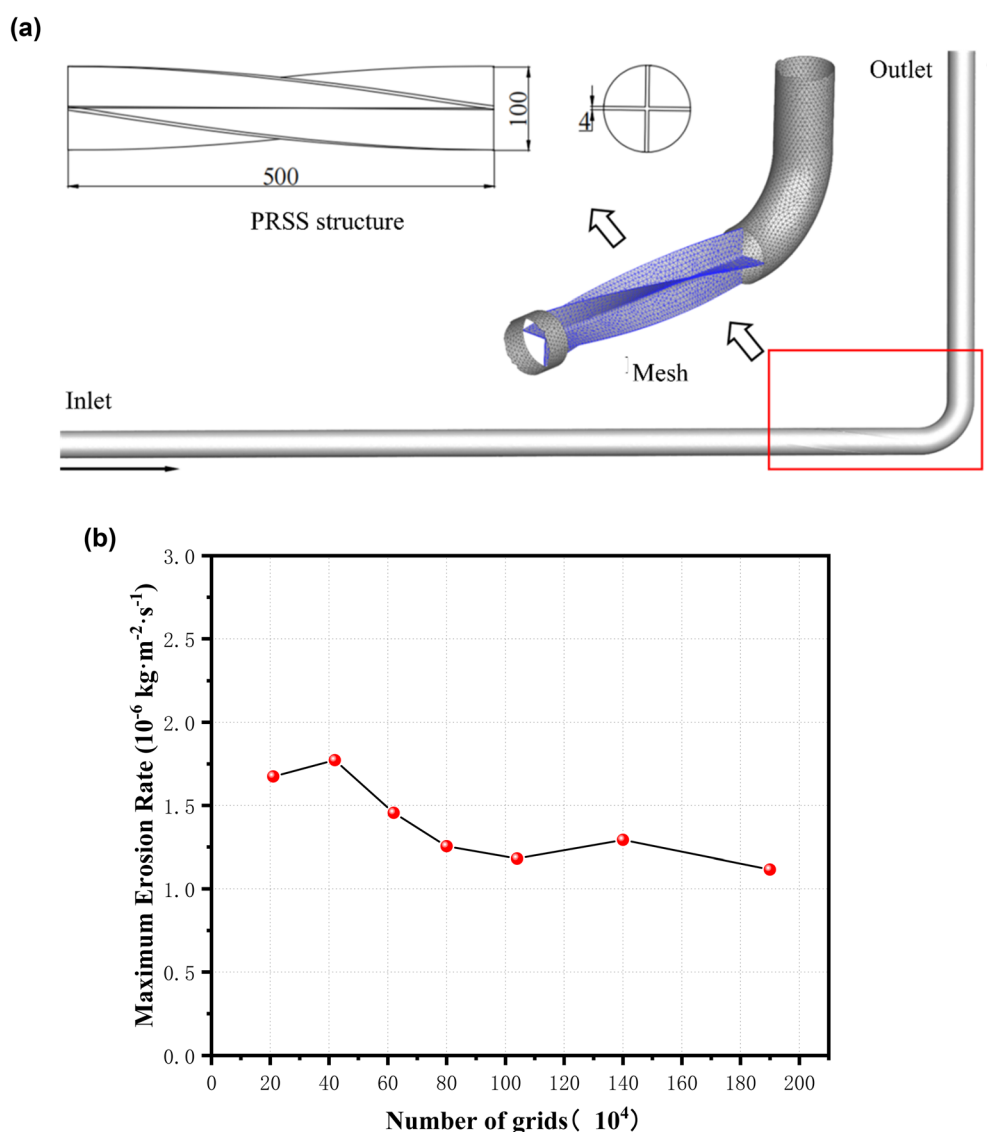 (a)
Outlet
100
4
500
PRSS structure
Mesh
Inlet
(b)
3.0
2.5
2.0
1.5
1.0
0.5
0.0
Maximum Erosion Rate (10⁻⁶ kg·m⁻²·s⁻¹)
0 20 40 60 80 100 120 140 160 180 200
Number of grids( 10⁴)